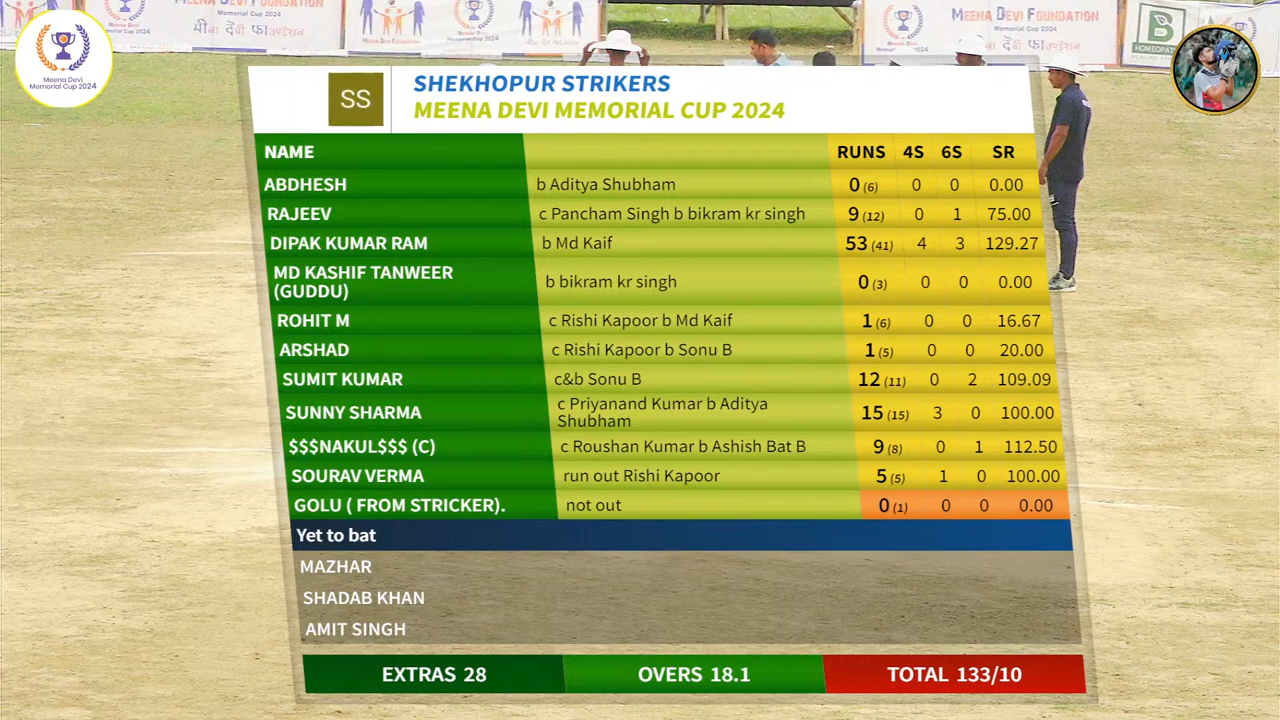 MEENA DEVI FOUNDATION
Memorial Cup 2024
Meena Devi
Memorial Cup 2024
SS
SHEKHOPUR STRIKERS
MEENA DEVI MEMORIAL CUP 2024
NAME RUNS 4S 6S SR
ABDHESH b Aditya Shubham 0 (6) 0 0 0.00
RAJEEV c Pancham Singh b bikram kr singh 9 (12) 0 1 75.00
DIPAK KUMAR RAM b Md Kaif 53 (41) 4 3 129.27
MD KASHIF TANWEER
(GUDDU) b bikram kr singh 0 (3) 0 0 0.00
ROHIT M c Rishi Kapoor b Md Kaif 1 (6) 0 0 16.67
ARSHAD c Rishi Kapoor b Sonu B 1 (5) 0 0 20.00
SUMIT KUMAR c&b Sonu B 12 (11) 0 2 109.09
SUNNY SHARMA c Priyanand Kumar b Aditya
Shubham 15 (15) 3 0 100.00
$$$NAKUL$$$ (C) c Roushan Kumar b Ashish Bat B 9 (8) 0 1 112.50
SOURAV VERMA run out Rishi Kapoor 5 (5) 1 0 100.00
GOLU ( FROM STRICKER). not out 0 (1) 0 0 0.00
Yet to bat
MAZHAR
SHADAB KHAN
AMIT SINGH
EXTRAS 28 OVERS 18.1 TOTAL 133/10